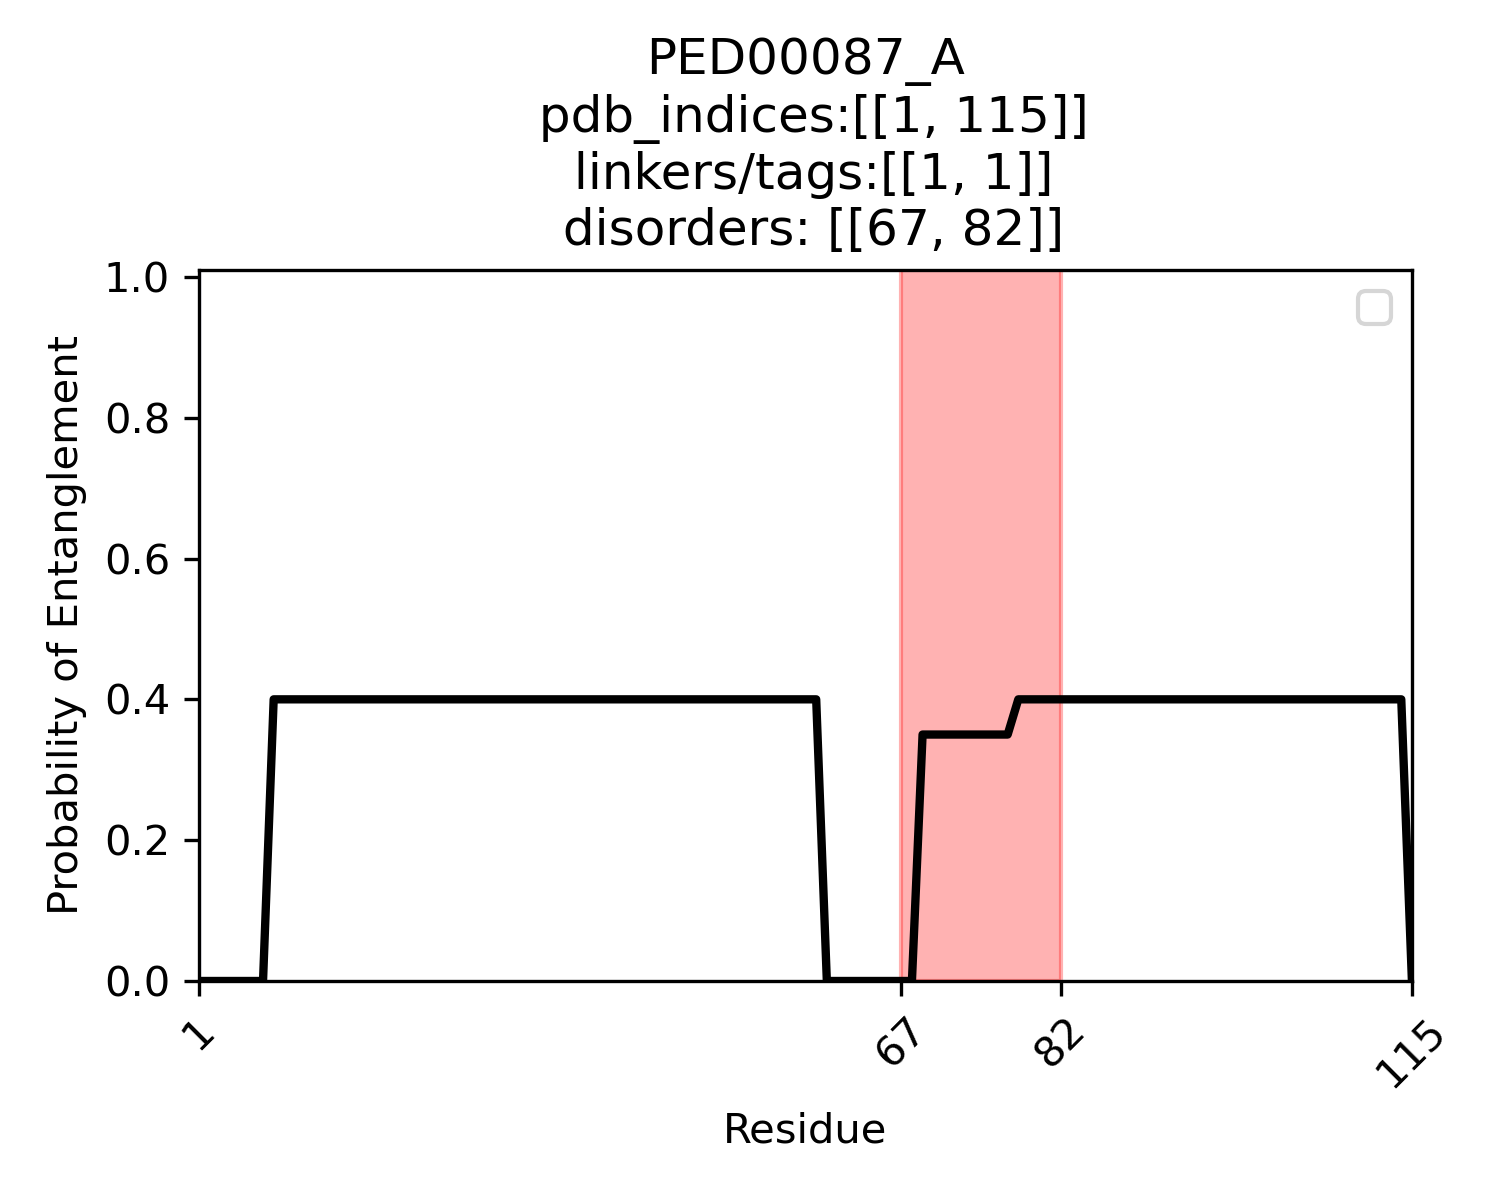 PED00087_A
pdb_indices:[[1, 115]]
linkers/tags:[[1, 1]]
disorders: [[67, 82]]
1.0
0.8
0.6
0.4
0.2
0.0
Probability of Entanglement
1
67
82
115
Residue